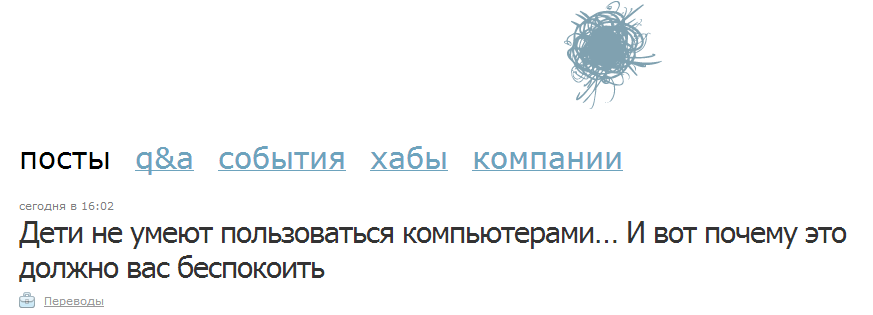 посты q&a события хабы компании
сегодня в 16:02
Дети не умеют пользоваться компьютерами... И вот почему это
должно вас беспокоить
Переводы